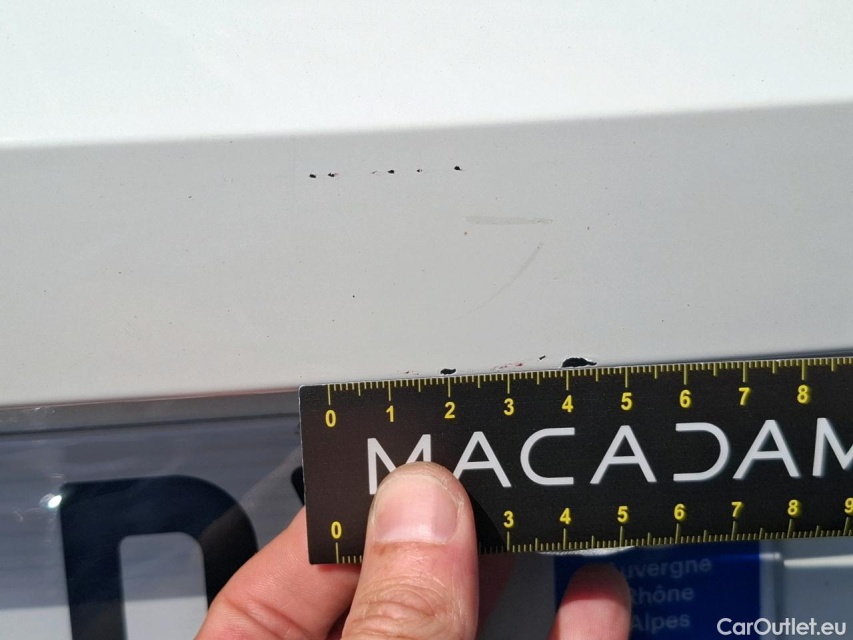 0 1 2 3 4 5 6 7 8
MACADAM
0 3 4 5 6 7 8 9
D
Auvergne
Rhône
Alpes
CarOutlet.eu